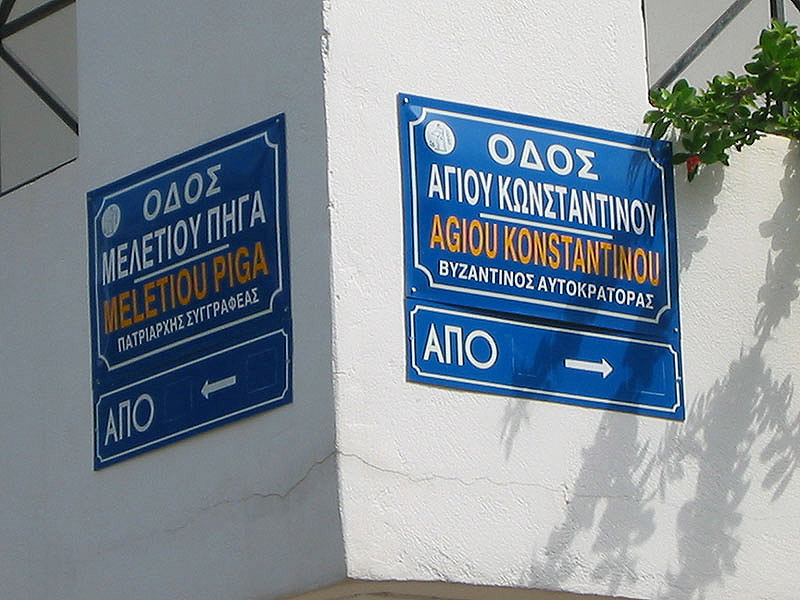 ΟΔΟΣ
ΜΕΛΕΤΙΟΥ ΠΗΓΑ
MELETIOU PIGA
ΠΑΤΡΙΑΡΧΗΣ ΣΥΓΓΡΑΦΕΑΣ
ΑΠΟ
ΟΔΟΣ
ΑΓΙΟΥ ΚΩΝΣΤΑΝΤΙΝΟΥ
AGIOU KONSTANTINOU
ΒΥΖΑΝΤΙΝΟΣ ΑΥΤΟΚΡΑΤΟΡΑΣ
ΑΠΟ